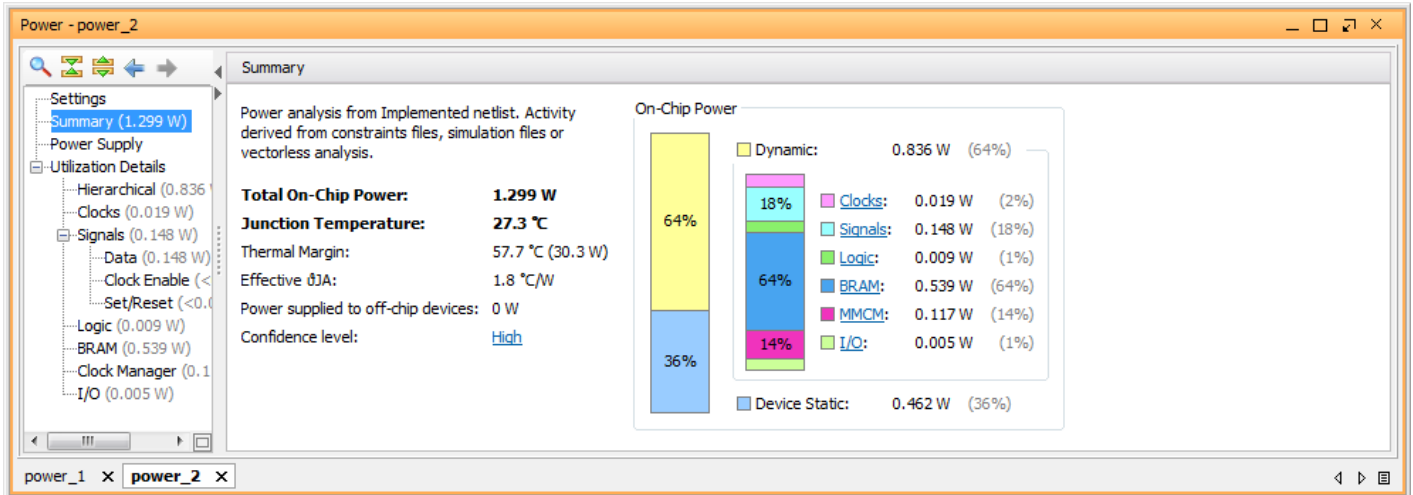 Power - power_2
Summary
Settings
Summary (1.299 W)
Power Supply
Utilization Details
Hierarchical (0.836
Clocks (0.019 W)
Signals (0.148 W)
Data (0.148 W)
Clock Enable (<
Set/Reset (<0.0
Logic (0.009 W)
BRAM (0.539 W)
Clock Manager (0.1
I/O (0.005 W)
Power analysis from Implemented netlist. Activity
derived from constraints files, simulation files or
vectorless analysis.
Total On-Chip Power: 1.299 W
Junction Temperature: 27.3 °C
Thermal Margin: 57.7 °C (30.3 W)
Effective ϑJA: 1.8 °C/W
Power supplied to off-chip devices: 0 W
Confidence level: High
On-Chip Power
64%
36%
Dynamic: 0.836 W (64%)
18%
64%
14%
Clocks: 0.019 W (2%)
Signals: 0.148 W (18%)
Logic: 0.009 W (1%)
BRAM: 0.539 W (64%)
MMCM: 0.117 W (14%)
I/O: 0.005 W (1%)
Device Static: 0.462 W (36%)
power_1 power_2